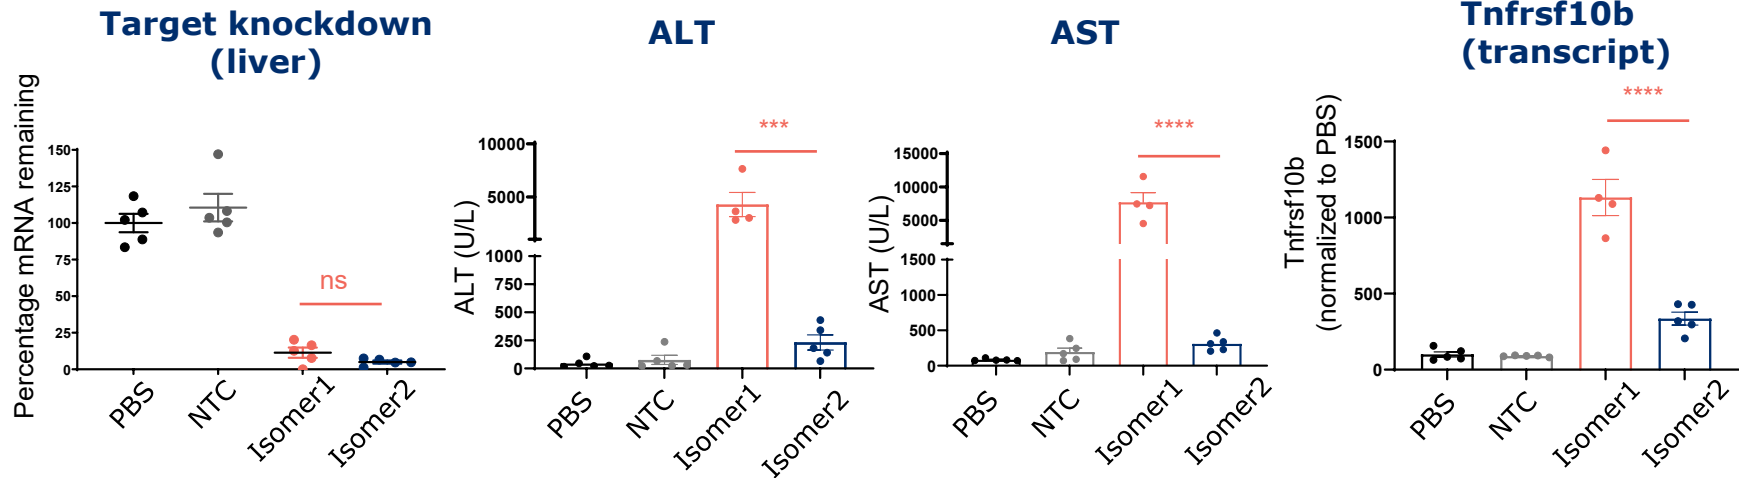 Target knockdown
(liver)
Percentage mRNA remaining
150
125
100
75
50
25
0
ns
PBS
NTC
Isomer1
Isomer2
ALT
ALT (U/L)
10000
5000
1000
750
500
250
0
***
PBS
NTC
Isomer1
Isomer2
AST
AST (U/L)
15000
10000
5000
1500
1000
500
0
****
PBS
NTC
Isomer1
Isomer2
Tnfrsf10b
(transcript)
Tnfrsf10b
(normalized to PBS)
1500
1000
500
0
****
PBS
NTC
Isomer1
Isomer2